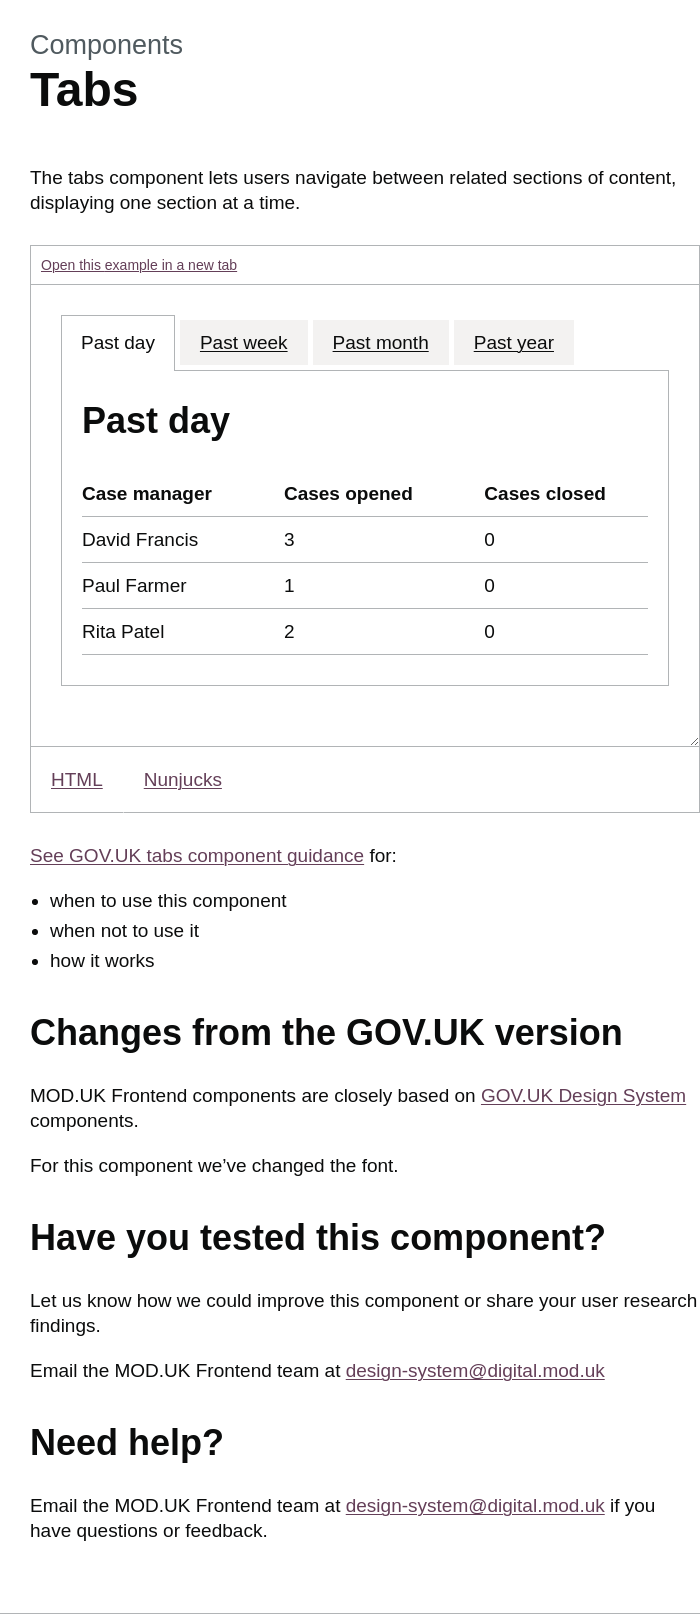 Components
Tabs
The tabs component lets users navigate between related sections of content,
displaying one section at a time.
Open this example in a new tab
Past day Past week Past month Past year
Past day
Case manager Cases opened Cases closed
David Francis 3 0
Paul Farmer 1 0
Rita Patel 2 0
HTML Nunjucks
See GOV.UK tabs component guidance for:
• when to use this component
• when not to use it
• how it works
Changes from the GOV.UK version
MOD.UK Frontend components are closely based on GOV.UK Design System
components.
For this component we’ve changed the font.
Have you tested this component?
Let us know how we could improve this component or share your user research
findings.
Email the MOD.UK Frontend team at design-system@digital.mod.uk
Need help?
Email the MOD.UK Frontend team at design-system@digital.mod.uk if you
have questions or feedback.